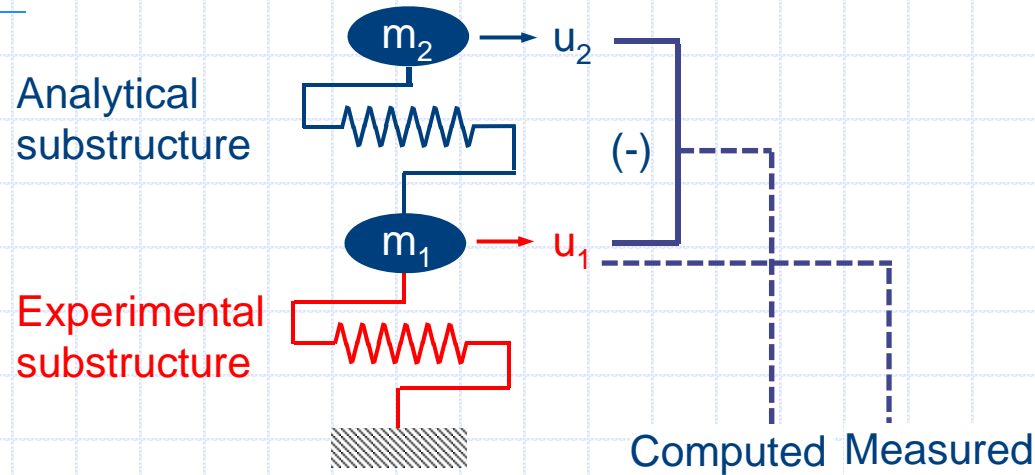 m2
u2
Analytical
substructure
(-)
m1
u1
Experimental
substructure
Computed
Measured